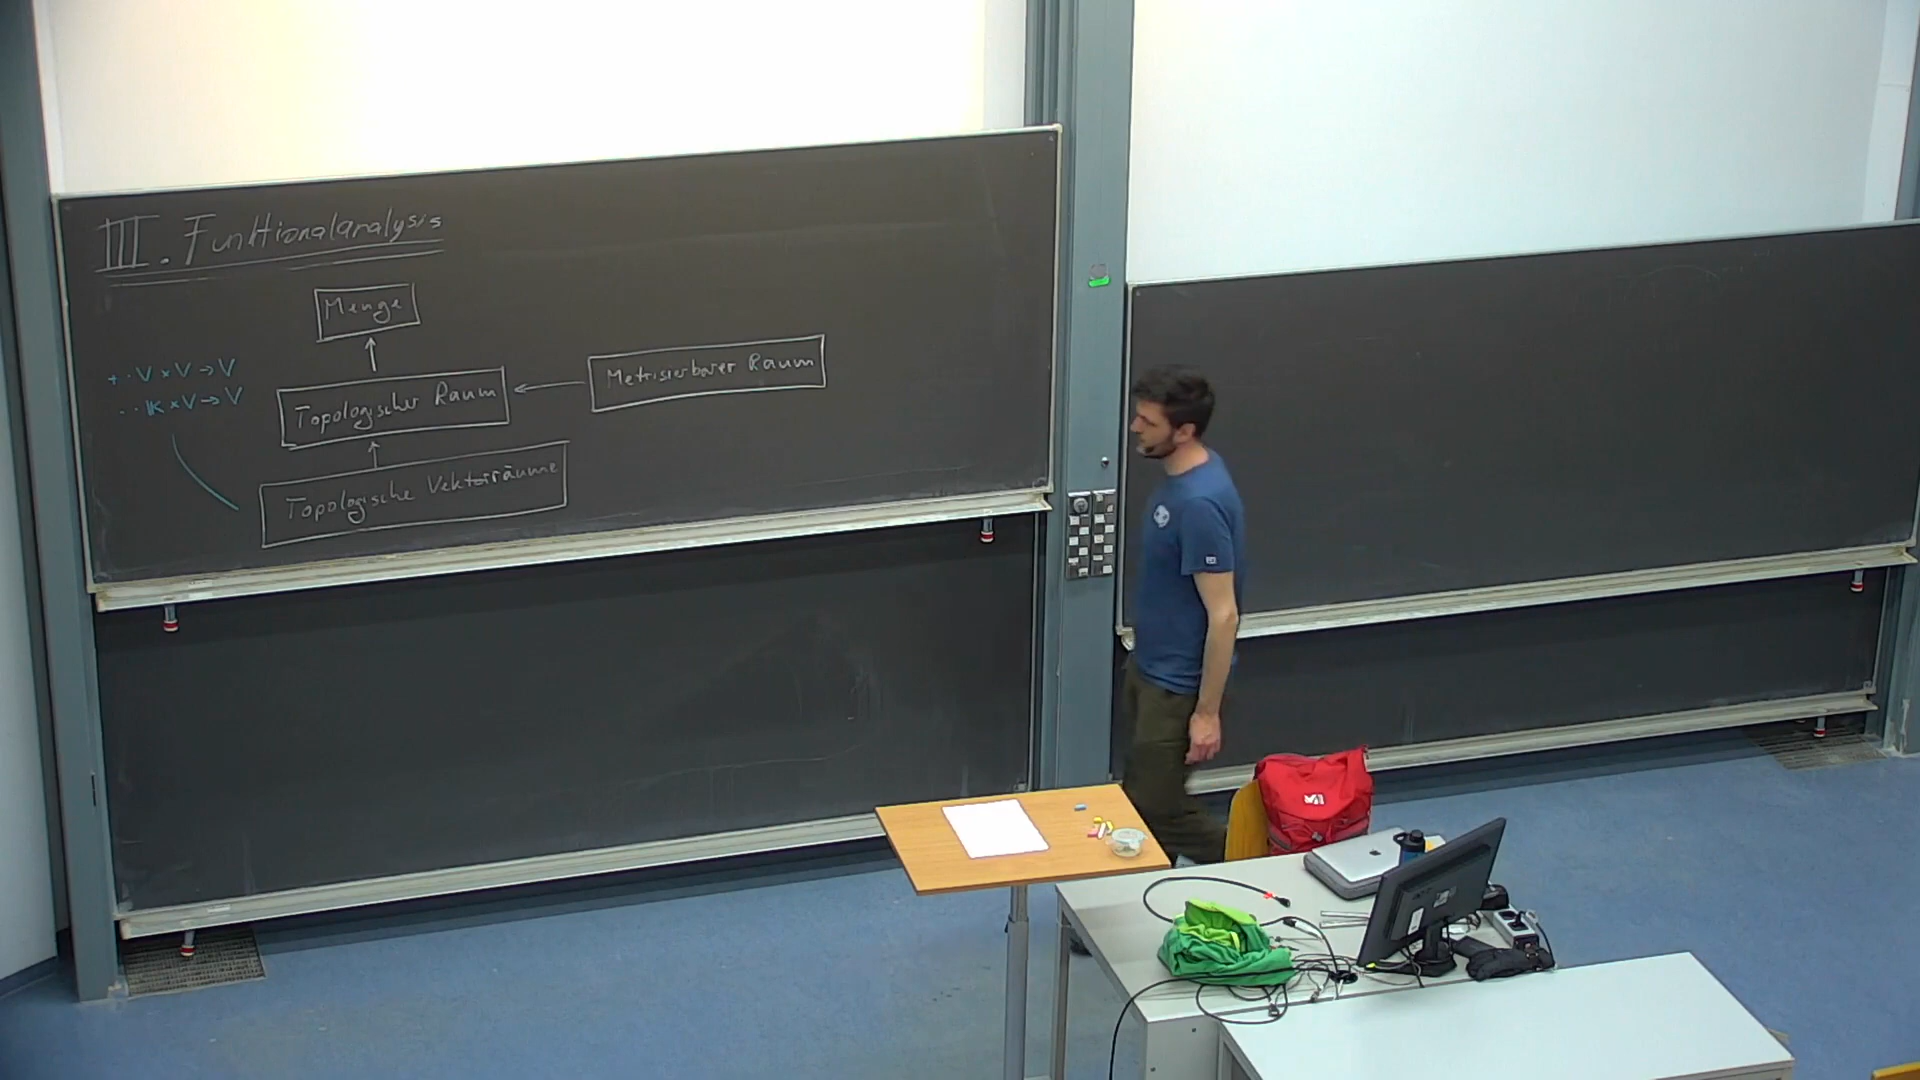 III. Funktionalanalysis
Menge
+ : V × V → V
Metrisierbarer Raum
· : 𝕂 × V → V
Topologischer Raum
Topologische Vektorräume